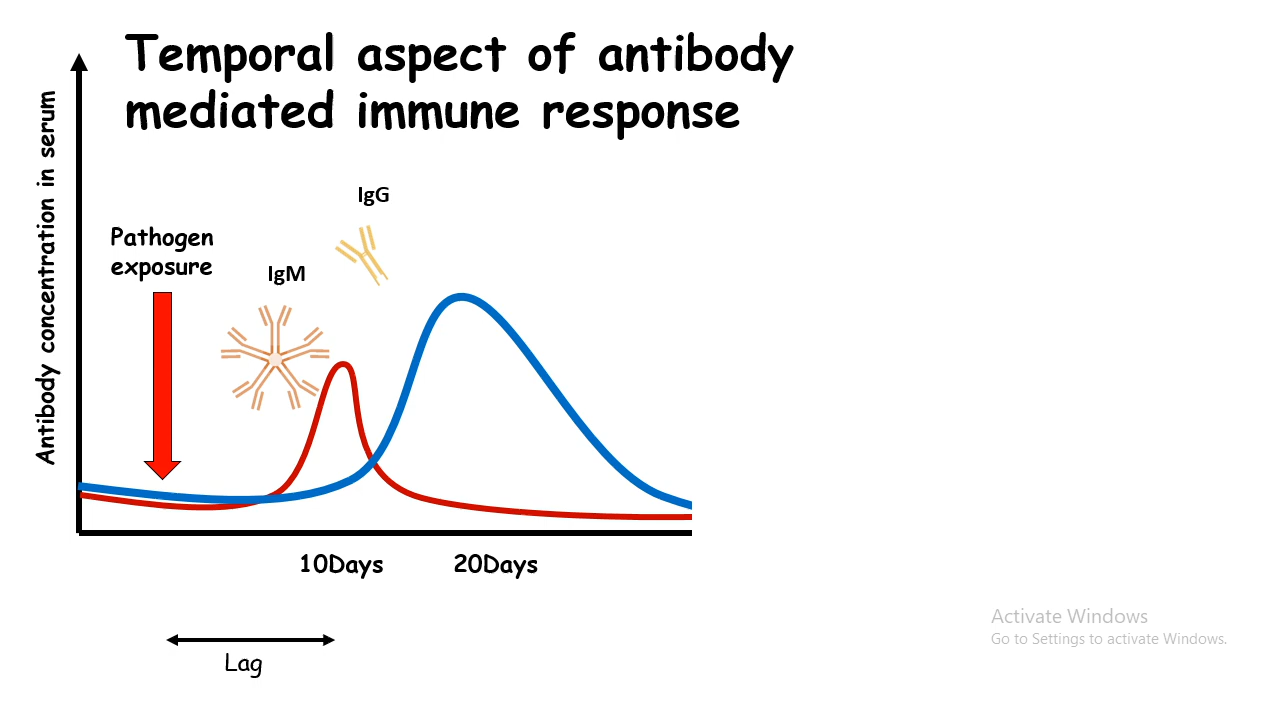 Temporal aspect of antibody
mediated immune response
Antibody concentration in serum
IgG
Pathogen
exposure
IgM
10Days
20Days
Lag
Activate Windows
Go to Settings to activate Windows.